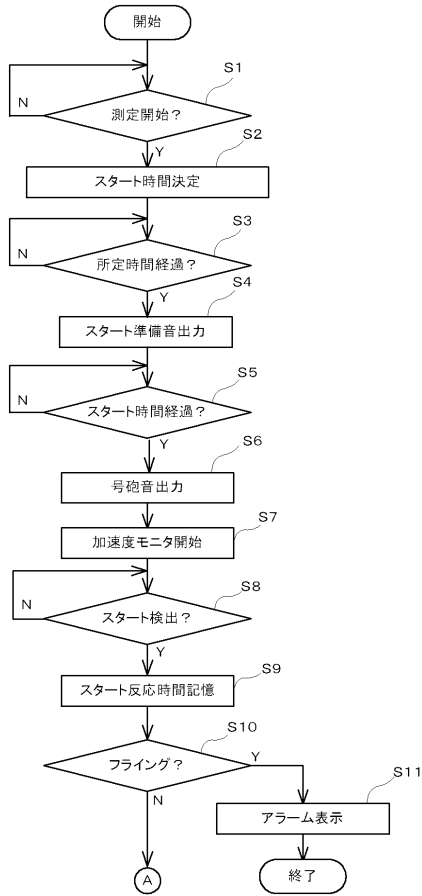 開始
S1
N
測定開始？
Y
S2
スタート時間決定
S3
N
所定時間経過？
Y
S4
スタート準備音出力
S5
N
スタート時間経過？
Y
S6
号砲音出力
S7
加速度モニタ開始
S8
N
スタート検出？
Y
S9
スタート反応時間記憶
S10
フライング？
Y
N
S11
アラーム表示
A
終了